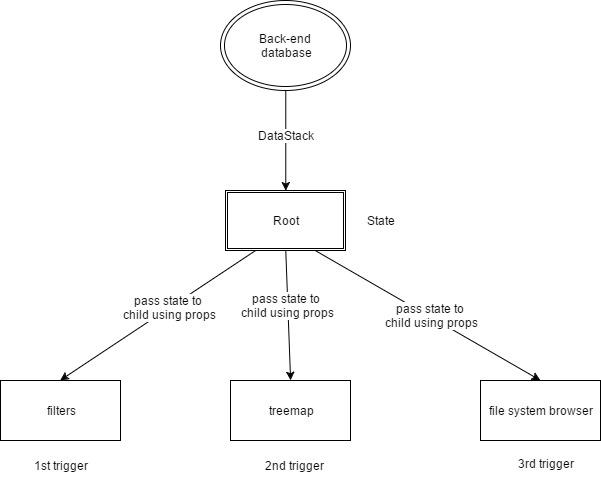 Back-end
database
DataStack
Root
State
pass state to
child using props
pass state to
child using props
pass state to
child using props
filters
treemap
file system browser
1st trigger
2nd trigger
3rd trigger